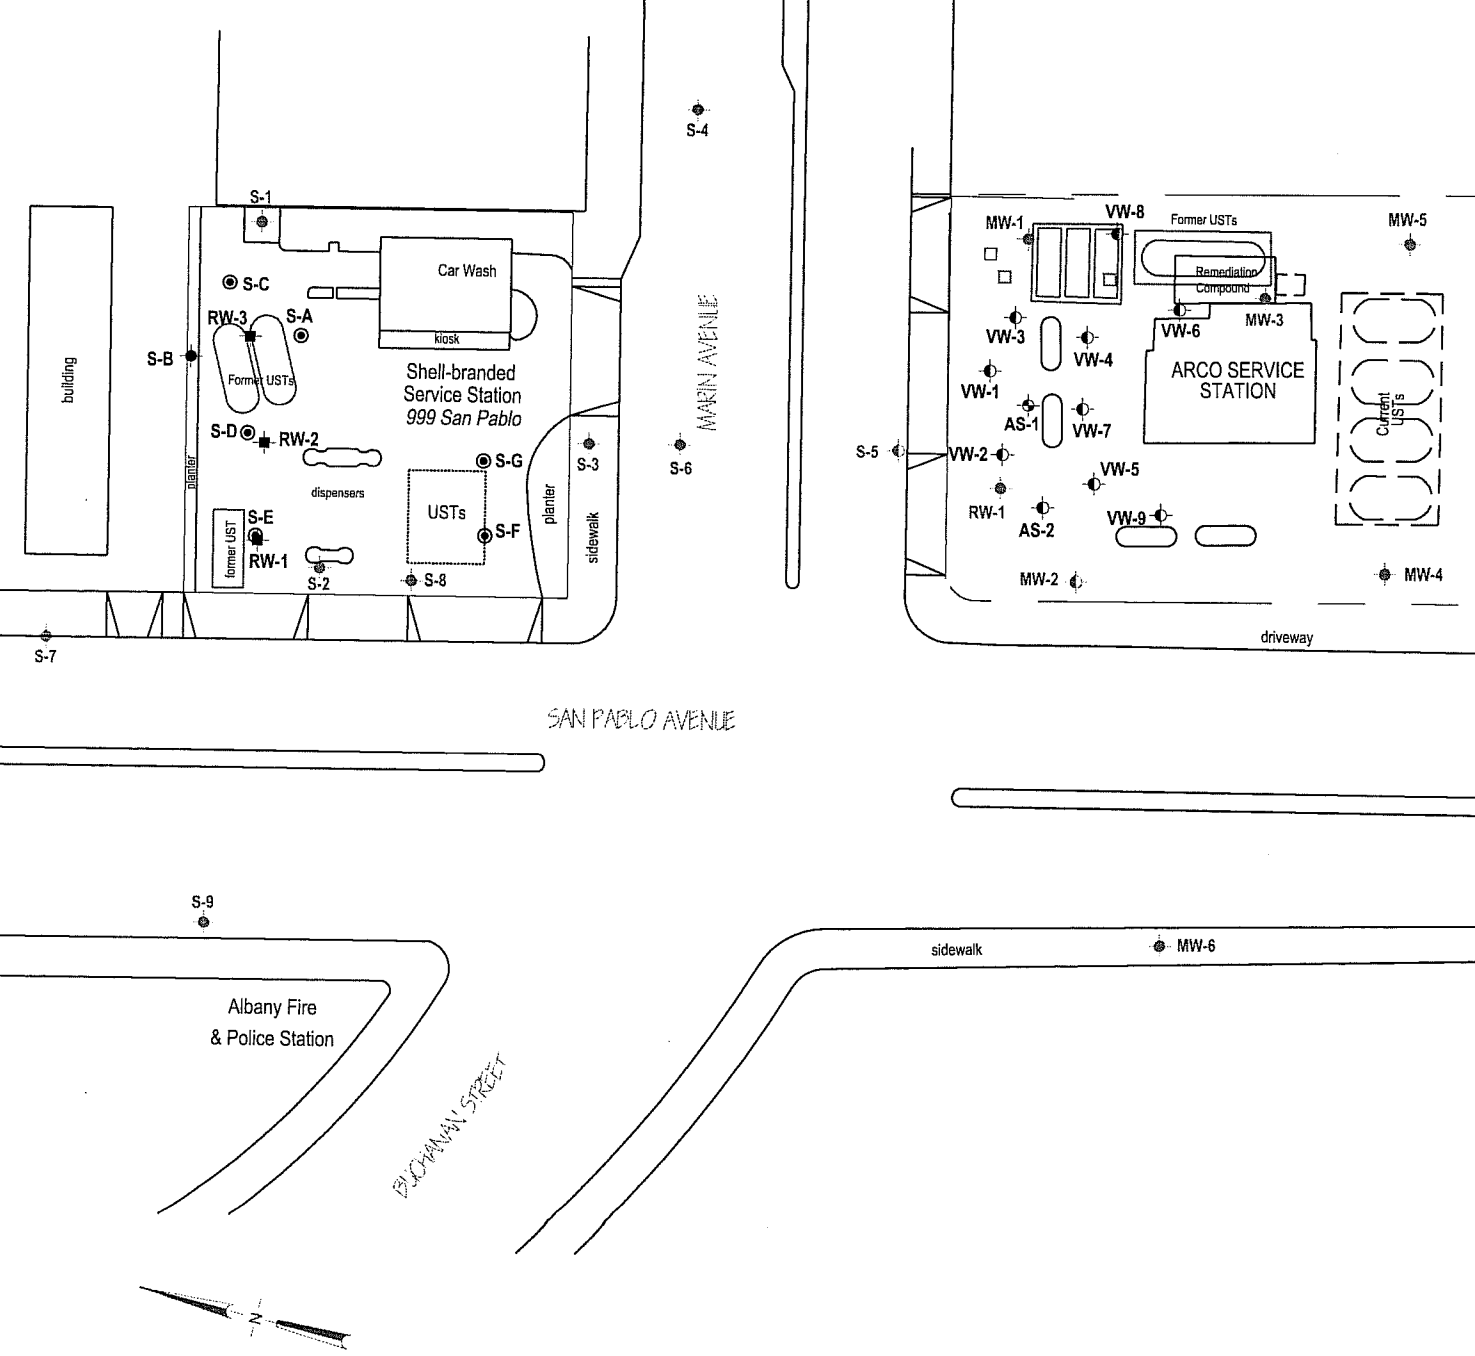 S-4
S-1
VW-8
MW-1
Former USTs
MW-5
Car Wash
S-C
Remediation
Compound
RW-3
S-A
MW-3
VW-6
VW-3
kiosk
VW-4
S-B
building
Former USTs
Shell-branded
Service Station
999 San Pablo
MARIN AVENUE
ARCO SERVICE
STATION
VW-1
Current
USTs
AS-1
VW-7
S-D
RW-2
S-G
S-3
S-6
S-5
VW-2
VW-5
planter
dispensers
USTs
planter
sidewalk
RW-1
AS-2
VW-9
S-E
former UST
RW-1
S-F
S-2
S-8
MW-2
MW-4
driveway
S-7
SAN PABLO AVENUE
S-9
sidewalk
MW-6
Albany Fire
& Police Station
BUCHANAN STREET
N